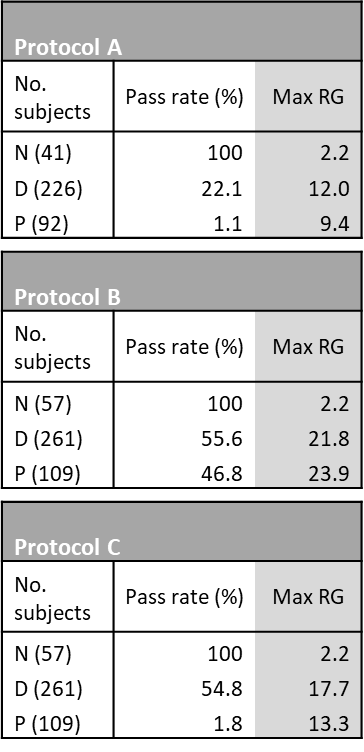 Protocol A
No. subjects Pass rate (%) Max RG
N (41) 100 2.2
D (226) 22.1 12.0
P (92) 1.1 9.4
Protocol B
No. subjects Pass rate (%) Max RG
N (57) 100 2.2
D (261) 55.6 21.8
P (109) 46.8 23.9
Protocol C
No. subjects Pass rate (%) Max RG
N (57) 100 2.2
D (261) 54.8 17.7
P (109) 1.8 13.3